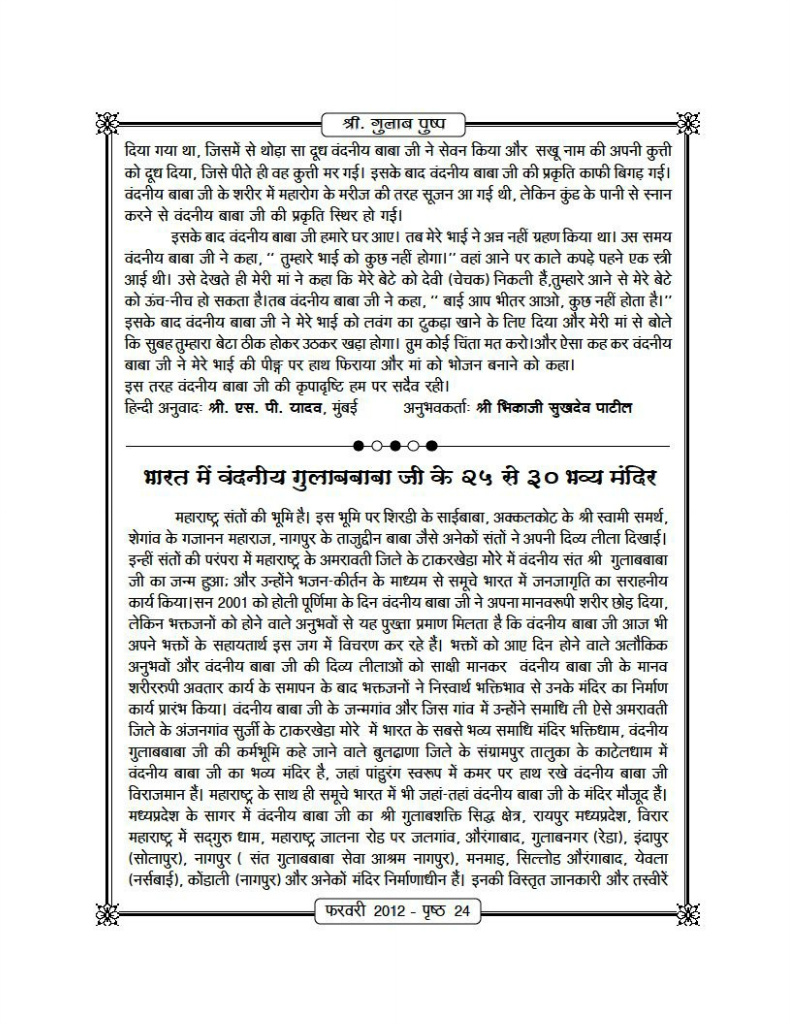 श्री. गुलाब पुष्प
दिया गया था, जिसमें से थोड़ा सा दूध वंदनीय बाबा जी ने सेवन किया और सखू नाम की अपनी कुत्ती
को दूध दिया, जिसे पीते ही वह कुत्ती मर गई। इसके बाद वंदनीय बाबा जी की प्रकृति काफी बिगड़ गई।
वंदनीय बाबा जी के शरीर में महारोग के मरीज की तरह सूजन आ गई थी, लेकिन कुंड के पानी से स्नान
करने से वंदनीय बाबा जी की प्रकृति स्थिर हो गई।
इसके बाद वंदनीय बाबा जी हमारे घर आए। तब मेरे भाई ने अन्न नहीं ग्रहण किया था। उस समय
वंदनीय बाबा जी ने कहा, “ तुम्हारे भाई को कुछ नहीं होगा।” वहां आने पर काले कपड़े पहने एक स्त्री
आई थी। उसे देखते ही मेरी मां ने कहा कि मेरे बेटे को देवी (चेचक) निकली हैं,तुम्हारे आने से मेरे बेटे
को ऊंच-नीच हो सकता है।तब वंदनीय बाबा जी ने कहा, “ बाई आप भीतर आओ, कुछ नहीं होता है।”
इसके बाद वंदनीय बाबा जी ने मेरे भाई को लवंग का टुकड़ा खाने के लिए दिया और मेरी मां से बोले
कि सुबह तुम्हारा बेटा ठीक होकर उठकर खड़ा होगा। तुम कोई चिंता मत करो।और ऐसा कह कर वंदनीय
बाबा जी ने मेरे भाई की पीङ्ग पर हाथ फिराया और मां को भोजन बनाने को कहा।
इस तरह वंदनीय बाबा जी की कृपादृष्टि हम पर सदैव रही।
हिन्दी अनुवादः श्री. एस. पी. यादव, मुंबई अनुभवकर्ताः श्री भिकाजी सुखदेव पाटील
भारत में वंदनीय गुलाबबाबा जी के २५ से ३० भव्य मंदिर
महाराष्ट्र संतों की भूमि है। इस भूमि पर शिरडी के साईबाबा, अक्कलकोट के श्री स्वामी समर्थ,
शेगांव के गजानन महाराज, नागपुर के ताजुद्दीन बाबा जैसे अनेकों संतों ने अपनी दिव्य लीला दिखाई।
इन्हीं संतों की परंपरा में महाराष्ट्र के अमरावती जिले के टाकरखेडा मोरे में वंदनीय संत श्री गुलाबबाबा
जी का जन्म हुआ; और उन्होंने भजन-कीर्तन के माध्यम से समूचे भारत में जनजागृति का सराहनीय
कार्य किया।सन 2001 को होली पूर्णिमा के दिन वंदनीय बाबा जी ने अपना मानवरूपी शरीर छोड़ दिया,
लेकिन भक्तजनों को होने वाले अनुभवों से यह पुख्ता प्रमाण मिलता है कि वंदनीय बाबा जी आज भी
अपने भक्तों के सहायतार्थ इस जग में विचरण कर रहे हैं। भक्तों को आए दिन होने वाले अलौकिक
अनुभवों और वंदनीय बाबा जी की दिव्य लीलाओं को साक्षी मानकर वंदनीय बाबा जी के मानव
शरीररुपी अवतार कार्य के समापन के बाद भक्तजनों ने निस्वार्थ भक्तिभाव से उनके मंदिर का निर्माण
कार्य प्रारंभ किया। वंदनीय बाबा जी के जन्मगांव और जिस गांव में उन्होंने समाधि ली ऐसे अमरावती
जिले के अंजनगांव सुर्जी के टाकरखेडा मोरे में भारत के सबसे भव्य समाधि मंदिर भक्तिधाम, वंदनीय
गुलाबबाबा जी की कर्मभूमि कहे जाने वाले बुलढाणा जिले के संग्रामपुर तालुका के काटेलधाम में
वंदनीय बाबा जी का भव्य मंदिर है, जहां पांडुरंग स्वरूप में कमर पर हाथ रखे वंदनीय बाबा जी
विराजमान हैं। महाराष्ट्र के साथ ही समूचे भारत में भी जहां-तहां वंदनीय बाबा जी के मंदिर मौजूद हैं।
मध्यप्रदेश के सागर में वंदनीय बाबा जी का श्री गुलाबशक्ति सिद्ध क्षेत्र, रायपुर मध्यप्रदेश, विरार
महाराष्ट्र में सद्गुरु धाम, महाराष्ट्र जालना रोड पर जलगांव, औरंगाबाद, गुलाबनगर (रेडा), इंदापुर
(सोलापुर), नागपुर ( संत गुलाबबाबा सेवा आश्रम नागपुर), मनमाड़, सिल्लोड औरंगाबाद, येवला
(नर्सबाई), कोंडाली (नागपुर) और अनेकों मंदिर निर्माणाधीन हैं। इनकी विस्तृत जानकारी और तस्वीरें
फरवरी 2012 - पृष्ठ 24